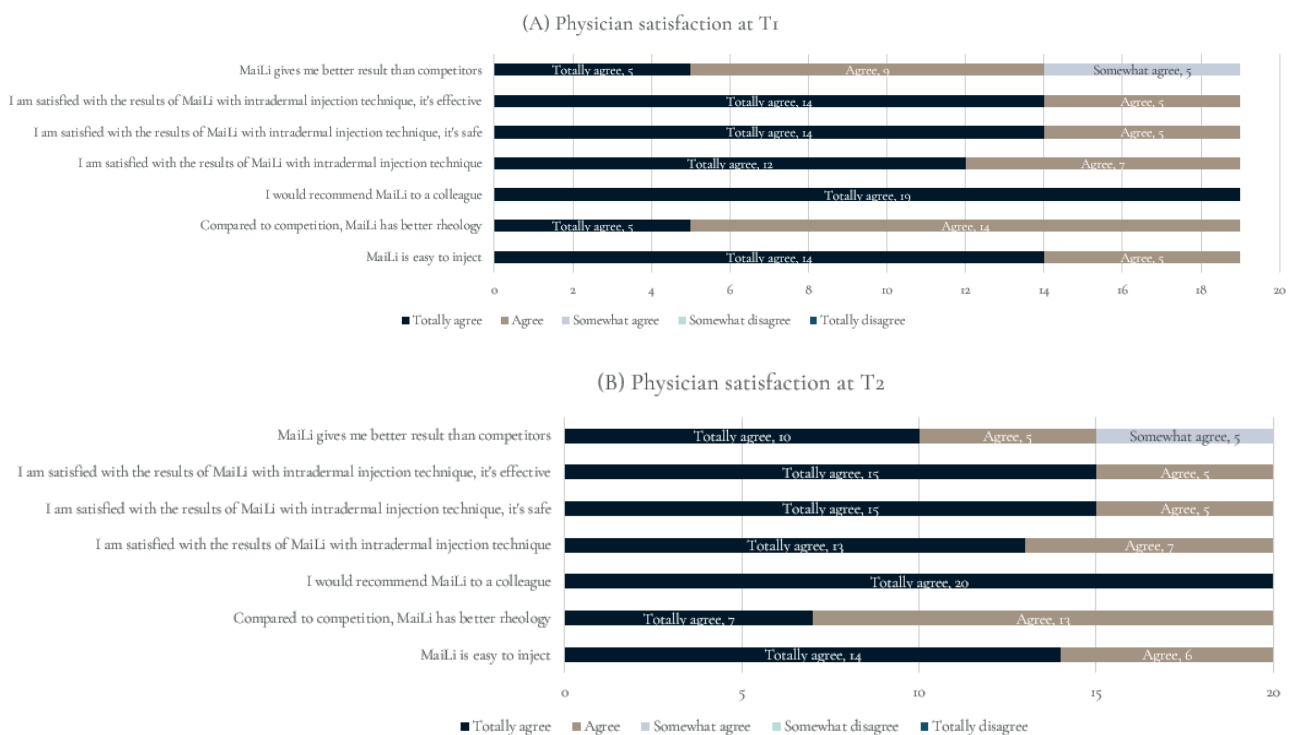 (A) Physician satisfaction at T1
MaiLi gives me better result than competitors
Totally agree, 5
Agree, 9
Somewhat agree, 5
I am satisfied with the results of MaiLi with intradermal injection technique, it's effective
Totally agree, 14
Agree, 5
I am satisfied with the results of MaiLi with intradermal injection technique, it's safe
Totally agree, 14
Agree, 5
I am satisfied with the results of MaiLi with intradermal injection technique
Totally agree, 12
Agree, 7
I would recommend MaiLi to a colleague
Totally agree, 19
Compared to competition, MaiLi has better rheology
Totally agree, 5
Agree, 14
MaiLi is easy to inject
Totally agree, 14
Agree, 5
0 2 4 6 8 10 12 14 16 18 20
Totally agree Agree Somewhat agree Somewhat disagree Totally disagree
(B) Physician satisfaction at T2
MaiLi gives me better result than competitors
Totally agree, 10
Agree, 5
Somewhat agree, 5
I am satisfied with the results of MaiLi with intradermal injection technique, it's effective
Totally agree, 15
Agree, 5
I am satisfied with the results of MaiLi with intradermal injection technique, it's safe
Totally agree, 15
Agree, 5
I am satisfied with the results of MaiLi with intradermal injection technique
Totally agree, 13
Agree, 7
I would recommend MaiLi to a colleague
Totally agree, 20
Compared to competition, MaiLi has better rheology
Totally agree, 7
Agree, 13
MaiLi is easy to inject
Totally agree, 14
Agree, 6
0 5 10 15 20
Totally agree Agree Somewhat agree Somewhat disagree Totally disagree